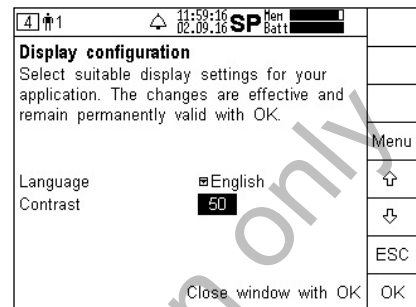 4 1 11:59:16 02.09.16 SP Mem Batt
Display configuration
Select suitable display settings for your
application. The changes are effective and
remain permanently valid with OK.
Menu
Language English
Contrast 50
ESC
Close window with OK OK
only